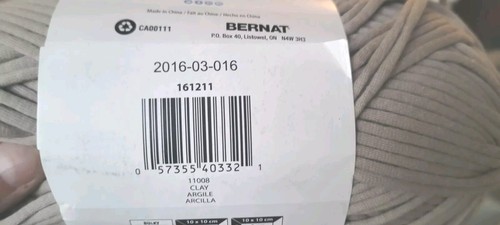 Made in China / Fait au Chine / Hecho en China
CA00111
BERNAT
P.O. Box 40, Listowel, ON N4W 3H3
2016-03-016
161211
0 57355 40332 1
11008
CLAY
ARGILE
ARCILLA
10 x 10 cm
10 x 10 cm